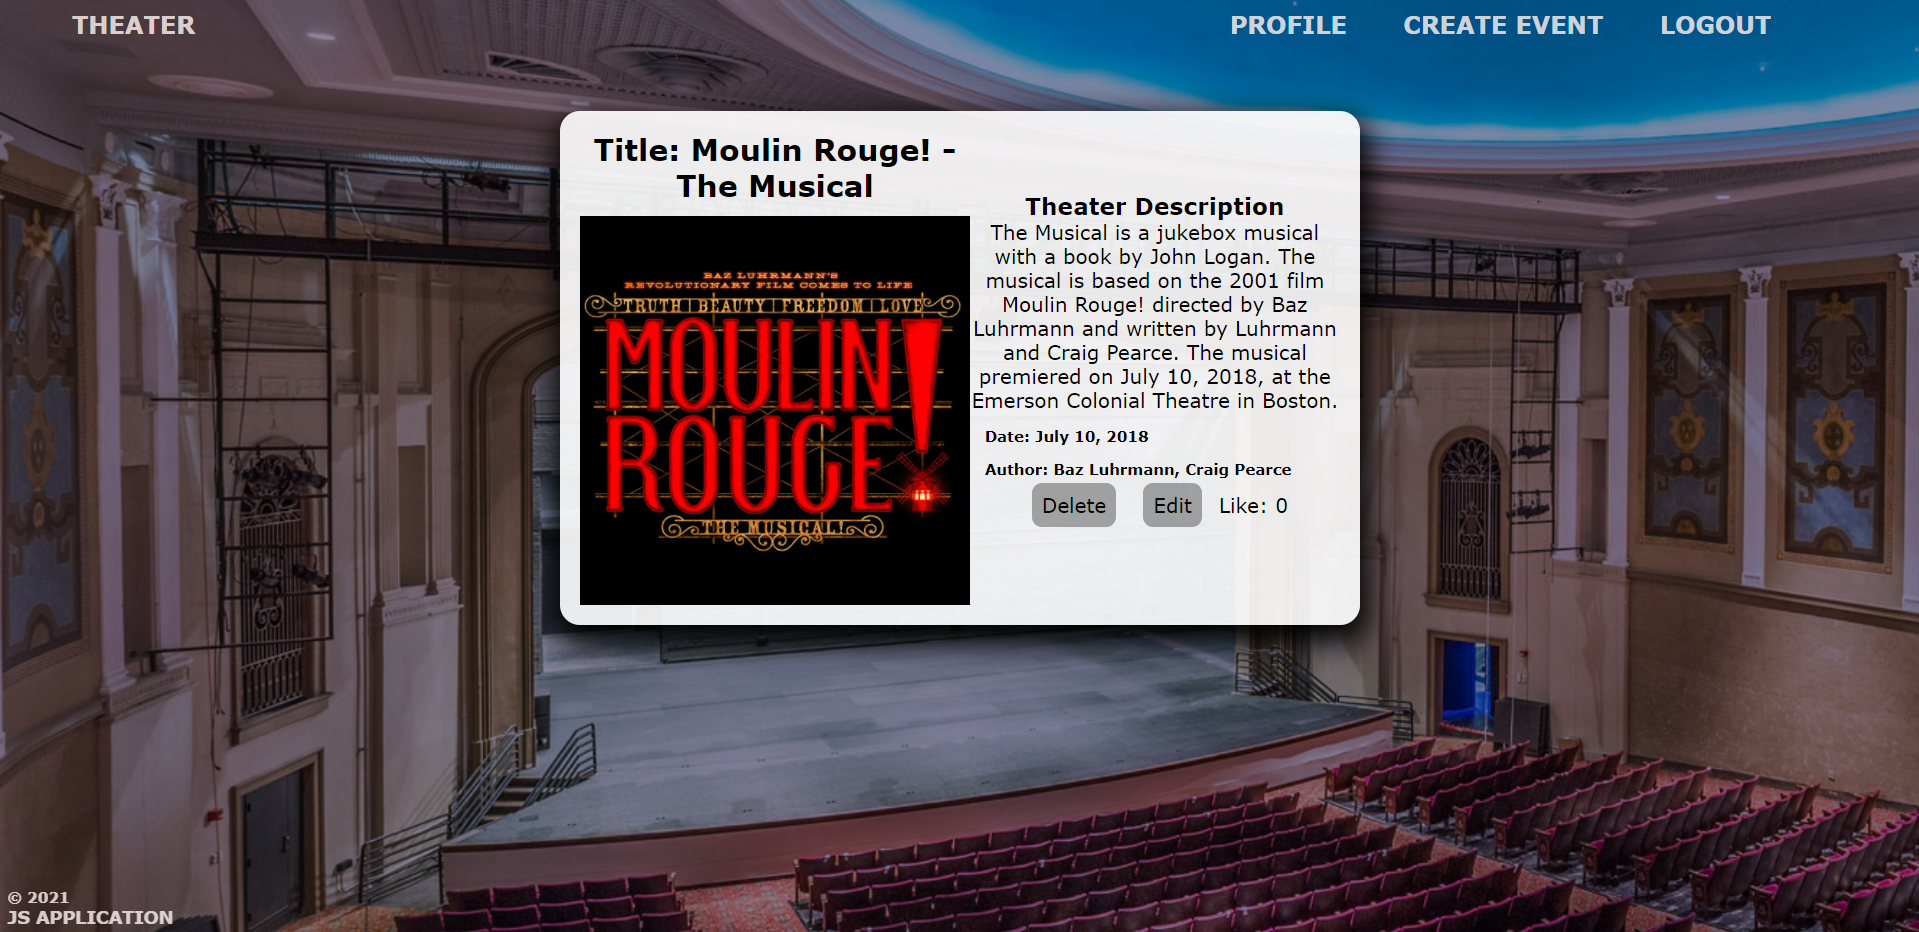 THEATER
PROFILE
CREATE EVENT
LOGOUT
Title: Moulin Rouge! -
The Musical
BAZ LUHRMANN'S
REVOLUTIONARY FILM COMES TO LIFE
TRUTH | BEAUTY | FREEDOM | LOVE
MOULIN
ROUGE!
THE MUSICAL!
Theater Description
The Musical is a jukebox musical
with a book by John Logan. The
musical is based on the 2001 film
Moulin Rouge! directed by Baz
Luhrmann and written by Luhrmann
and Craig Pearce. The musical
premiered on July 10, 2018, at the
Emerson Colonial Theatre in Boston.
Date: July 10, 2018
Author: Baz Luhrmann, Craig Pearce
Delete
Edit
Like: 0
© 2021
JS APPLICATION